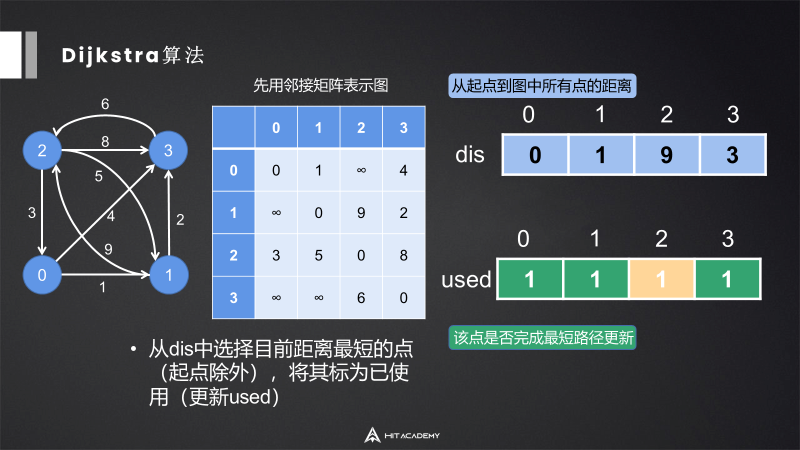 Dijkstra算法
先用邻接矩阵表示图
从起点到图中所有点的距离
6
2
8
3
5
3
4
2
9
0
1
1
0 1 2 3
0 0 1 ∞ 4
1 ∞ 0 9 2
2 3 5 0 8
3 ∞ ∞ 6 0
0 1 2 3
dis 0 1 9 3
0 1 2 3
used 1 1 1 1
该点是否完成最短路径更新
• 从dis中选择目前距离最短的点
（起点除外），将其标为已使
用（更新used）
HIT ACADEMY